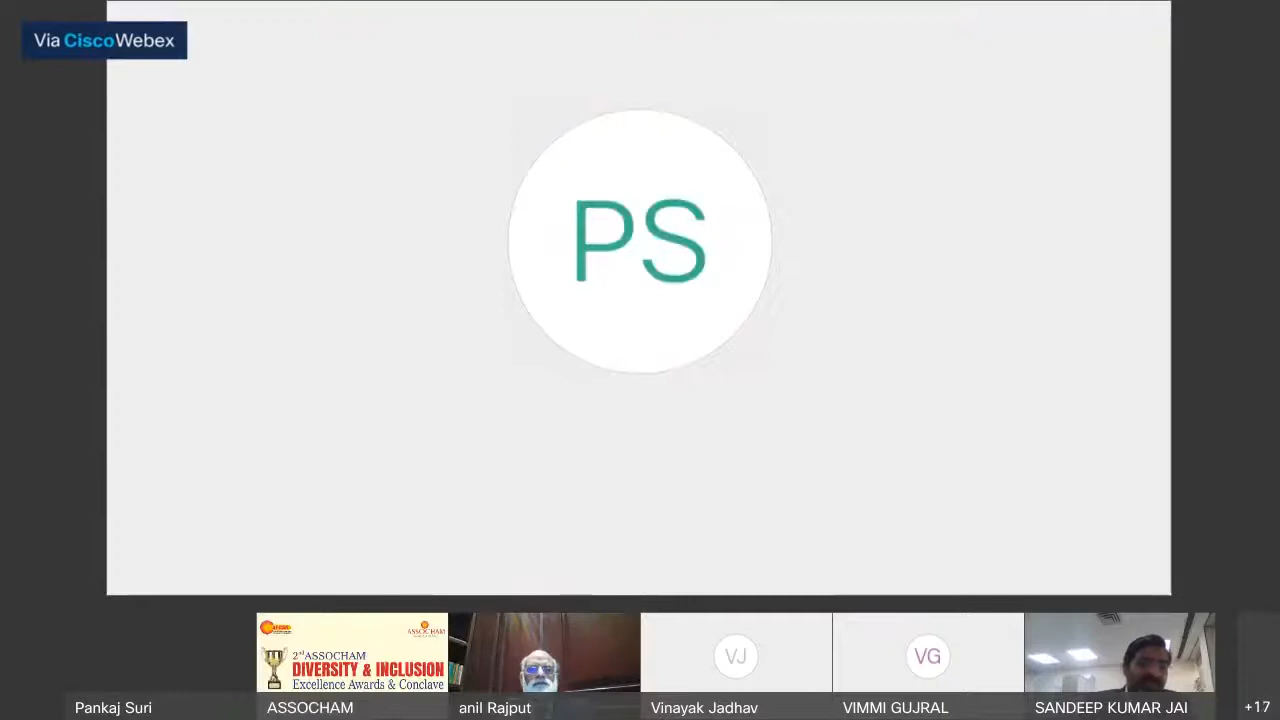 Via CiscoWebex
PS
ASSOCHAM
2nd ASSOCHAM
DIVERSITY & INCLUSION
Excellence Awards & Conclave
VJ
VG
Pankaj Suri
ASSOCHAM
anil Rajput
Vinayak Jadhav
VIMMI GUJRAL
SANDEEP KUMAR JAI
+17